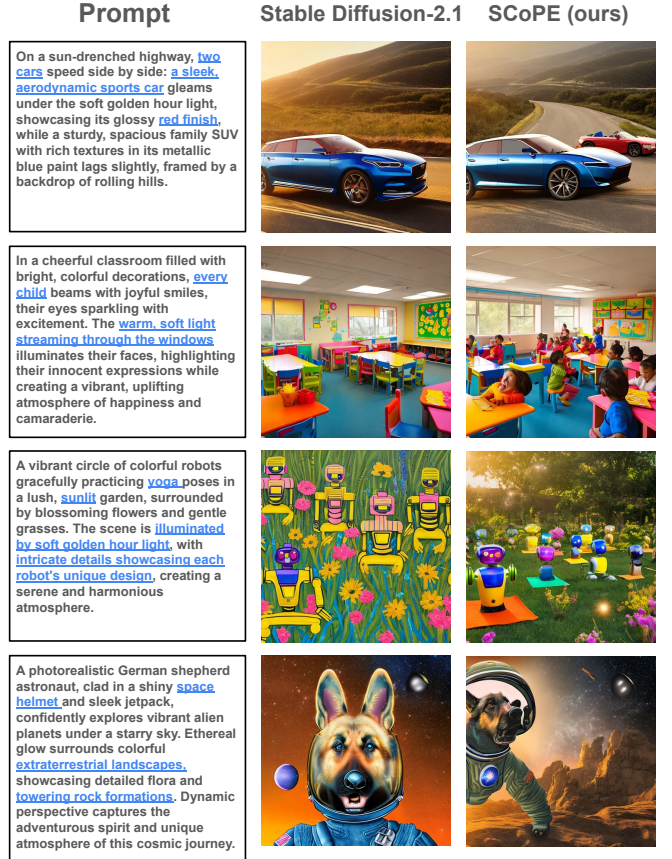 Prompt
Stable Diffusion-2.1
SCoPE (ours)
On a sun-drenched highway, two
cars speed side by side: a sleek,
aerodynamic sports car gleams
under the soft golden hour light,
showcasing its glossy red finish,
while a sturdy, spacious family SUV
with rich textures in its metallic
blue paint lags slightly, framed by a
backdrop of rolling hills.
In a cheerful classroom filled with
bright, colorful decorations, every
child beams with joyful smiles,
their eyes sparkling with
excitement. The warm, soft light
streaming through the windows
illuminates their faces, highlighting
their innocent expressions while
creating a vibrant, uplifting
atmosphere of happiness and
camaraderie.
A vibrant circle of colorful robots
gracefully practicing yoga poses in
a lush, sunlit garden, surrounded
by blossoming flowers and gentle
grasses. The scene is illuminated
by soft golden hour light, with
intricate details showcasing each
robot's unique design, creating a
serene and harmonious
atmosphere.
A photorealistic German shepherd
astronaut, clad in a shiny space
helmet and sleek jetpack,
confidently explores vibrant alien
planets under a starry sky. Ethereal
glow surrounds colorful
extraterrestrial landscapes,
showcasing detailed flora and
towering rock formations. Dynamic
perspective captures the
adventurous spirit and unique
atmosphere of this cosmic journey.